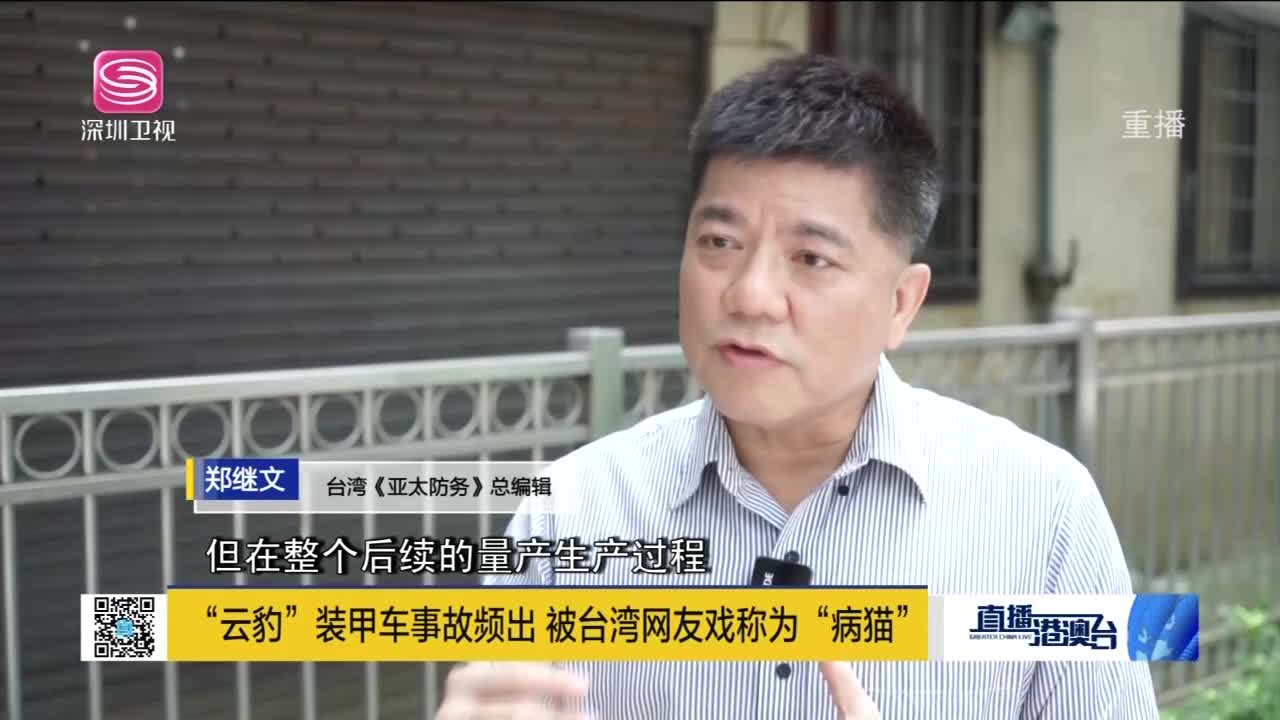 深圳卫视
重播
郑继文
台湾《亚太防务》总编辑
但在整个后续的量产生产过程
“云豹”装甲车事故频出 被台湾网友戏称为“病猫”
直播港澳台
GREATER CHINA LIVE